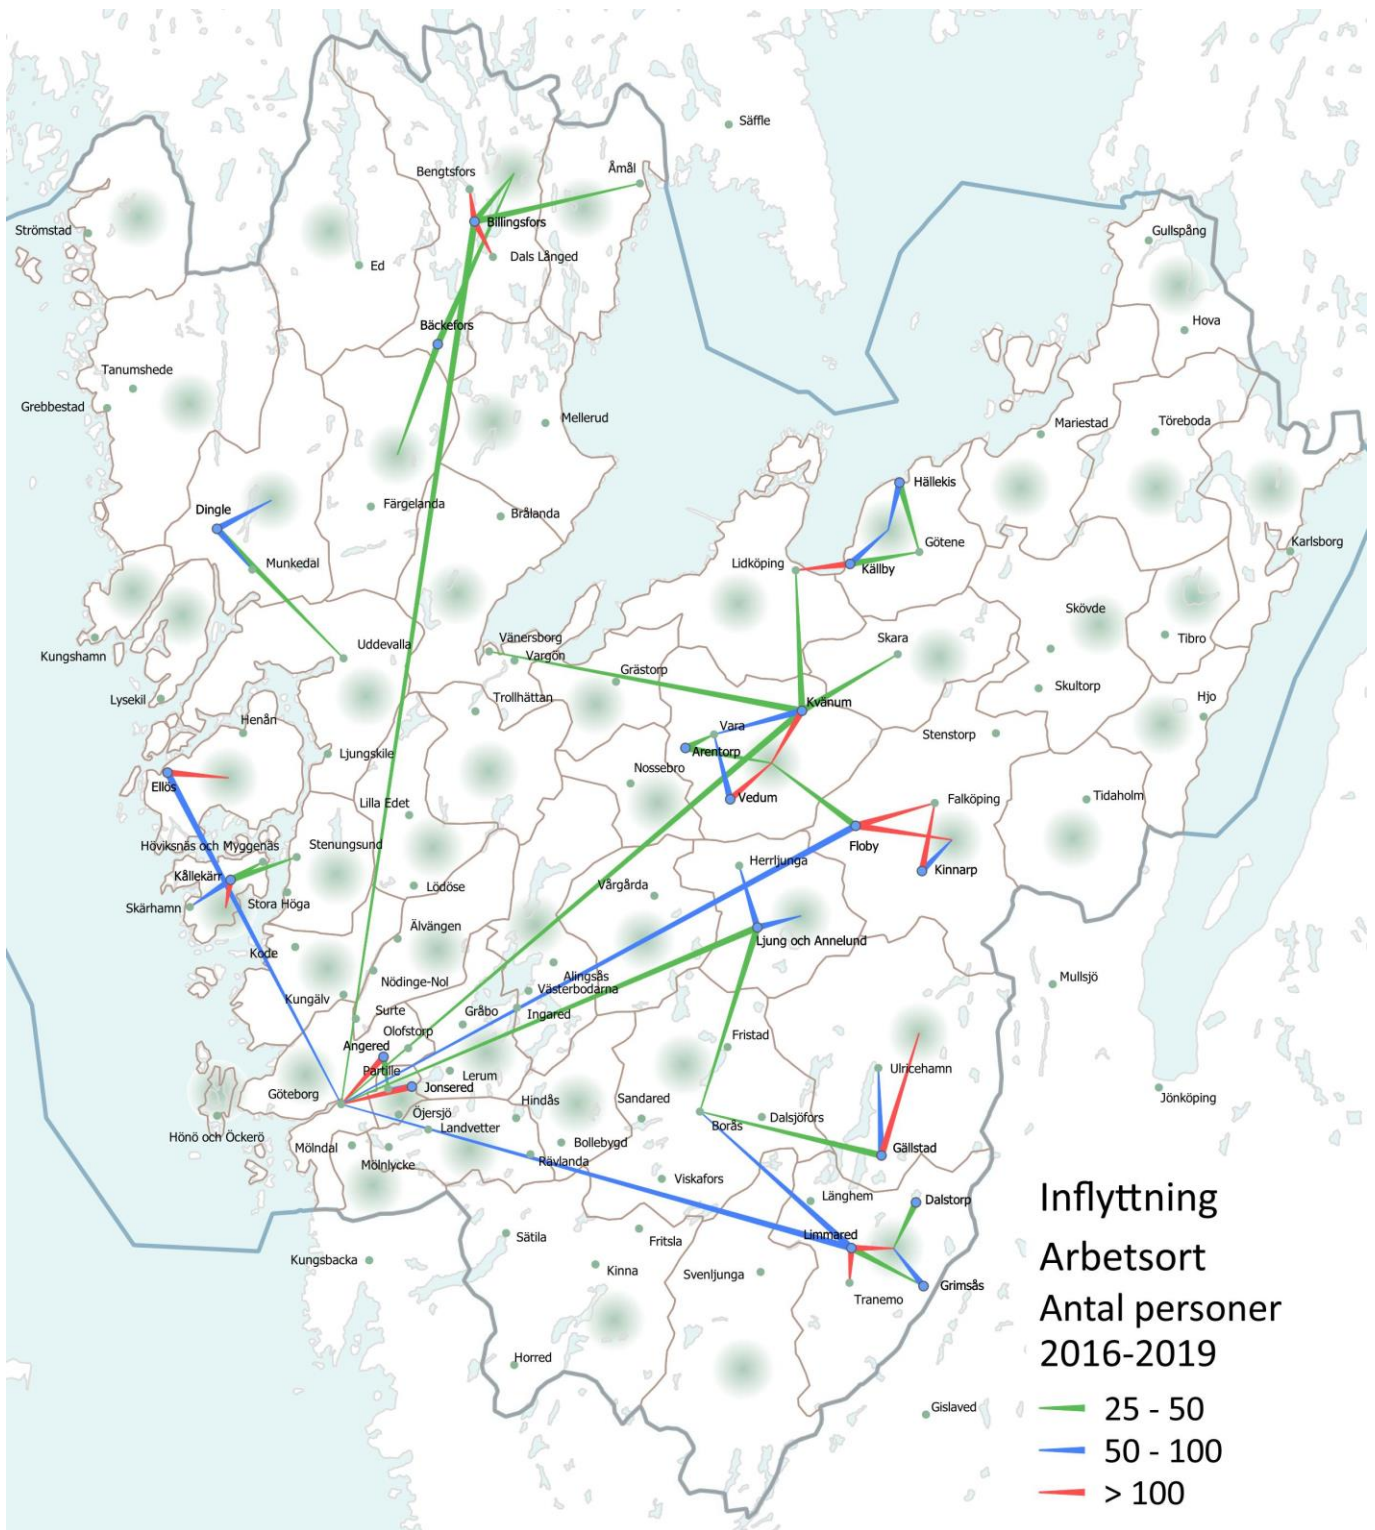 Säffle
Bengtsfors
Åmål
Billingsfors
Strömstad
Gullspång
Dals Långed
Ed
Hova
Bäckefors
Tanumshede
Grebbestad
Mellerud
Mariestad
Töreboda
Hällekis
Färgelanda
Dingle
Brålanda
Götene
Karlsborg
Munkedal
Lidköping
Källby
Skövde
Uddevalla
Vänersborg
Skara
Tibro
Kungshamn
Vargön
Grästorp
Skultorp
Lysekil
Trollhättan
Kvänum
Hjo
Henån
Vara
Stenstorp
Ljungskile
Arentorp
Nossebro
Ellös
Lilla Edet
Vedum
Falköping
Tidaholm
Höviksnäs och Myggenäs
Stenungsund
Floby
Herrljunga
Kållekärr
Lödöse
Vårgårda
Kinnarp
Skärhamn
Stora Höga
Älvängen
Ljung och Annelund
Kode
Alingsås
Mullsjö
Nödinge-Nol
Västerbodarna
Kungälv
Surte
Gråbo
Ingared
Olofstorp
Fristad
Angered
Partille
Lerum
Ulricehamn
Göteborg
Jonsered
Hindås
Sandared
Jönköping
Öjersjö
Dalsjöfors
Hönö och Öckerö
Landvetter
Borås
Mölndal
Bollebygd
Gällstad
Mölnlycke
Rävlanda
Viskafors
Länghem
Dalstorp
Inflyttning
Sätila
Limmared
Fritsla
Arbetsort
Kungsbacka
Kinna
Svenljunga
Grimsås
Tranemo
Antal personer
2016-2019
Horred
Gislaved
25 - 50
50 - 100
> 100